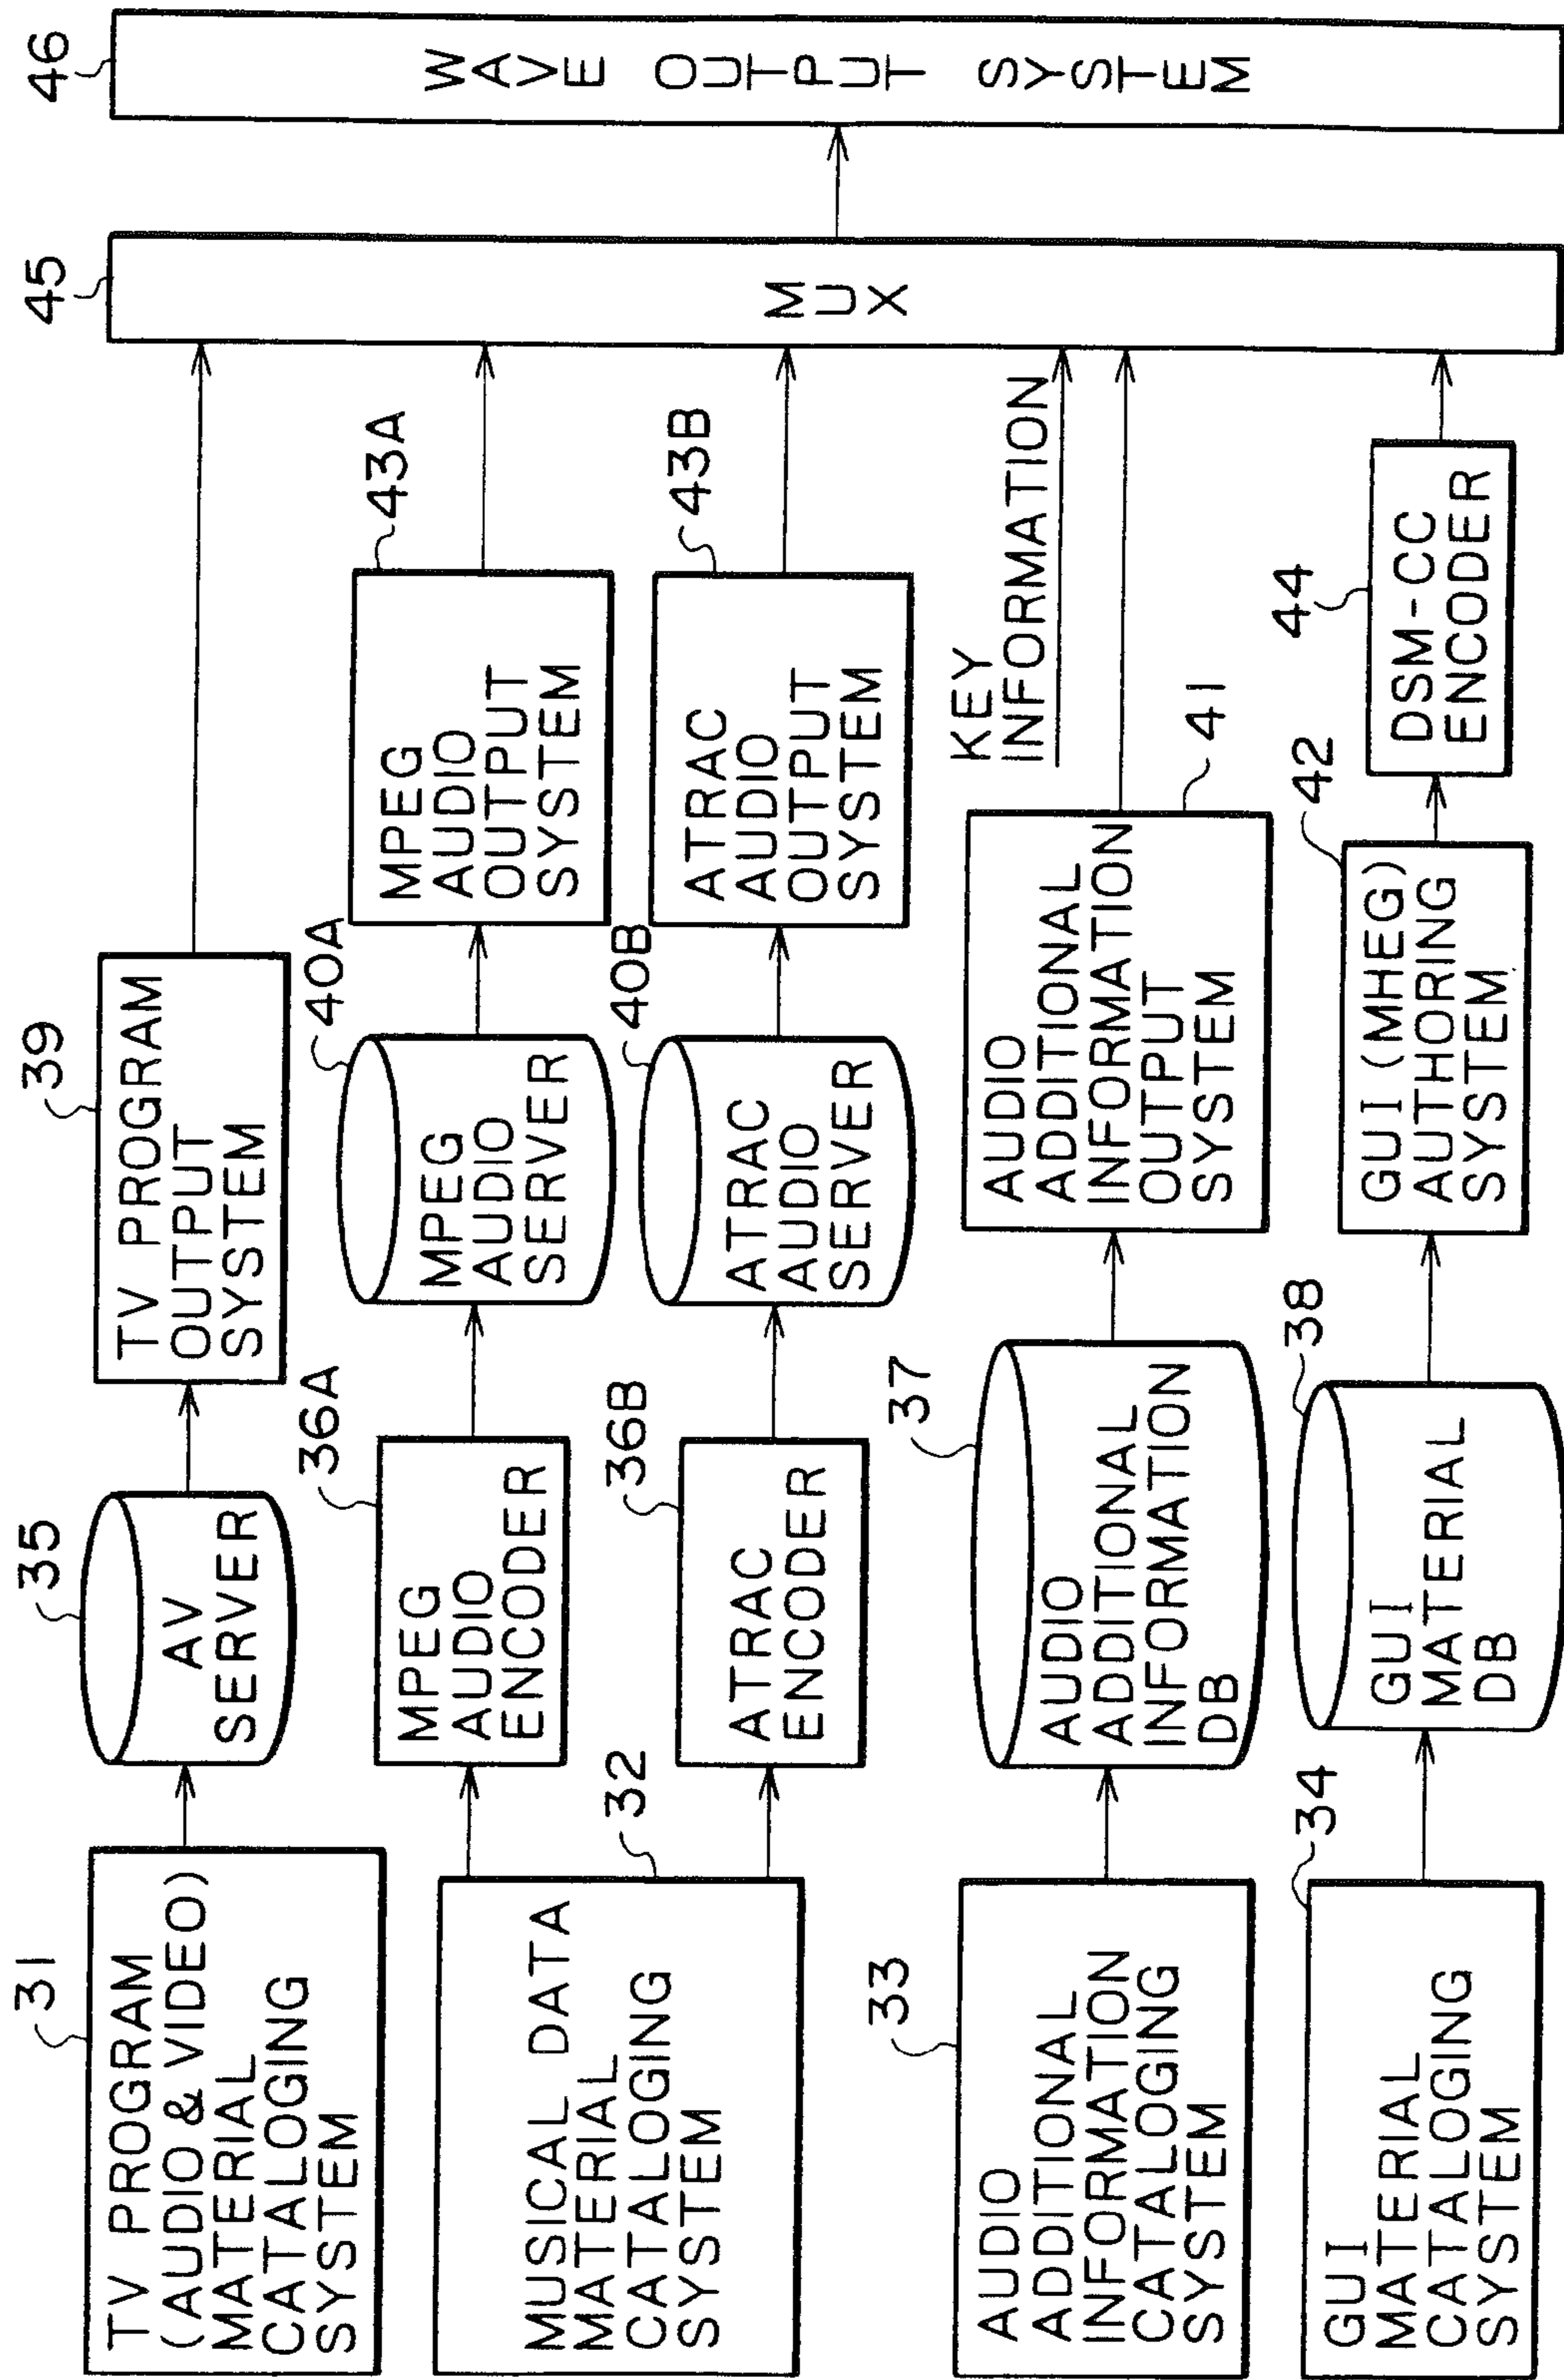 31
TV PROGRAM
(AUDIO & VIDEO)
MATERIAL
CATALOGING
SYSTEM
35
AV
SERVER
39
TV PROGRAM
OUTPUT
SYSTEM
32
MUSICAL DATA
MATERIAL
CATALOGING
SYSTEM
36A
MPEG
AUDIO
ENCODER
40A
MPEG
AUDIO
SERVER
43A
MPEG
AUDIO
OUTPUT
SYSTEM
36B
ATRAC
ENCODER
40B
ATRAC
AUDIO
SERVER
43B
ATRAC
AUDIO
OUTPUT
SYSTEM
33
AUDIO
ADDITIONAL
INFORMATION
CATALOGING
SYSTEM
37
AUDIO
ADDITIONAL
INFORMATION
DB
41
AUDIO
ADDITIONAL
INFORMATION
OUTPUT
SYSTEM
KEY
INFORMATION
34
GUI
MATERIAL
CATALOGING
SYSTEM
38
GUI
MATERIAL
DB
42
GUI (MHEG)
AUTHORING
SYSTEM
44
DSM-CC
ENCODER
45
MUX
46
WAVE OUTPUT SYSTEM